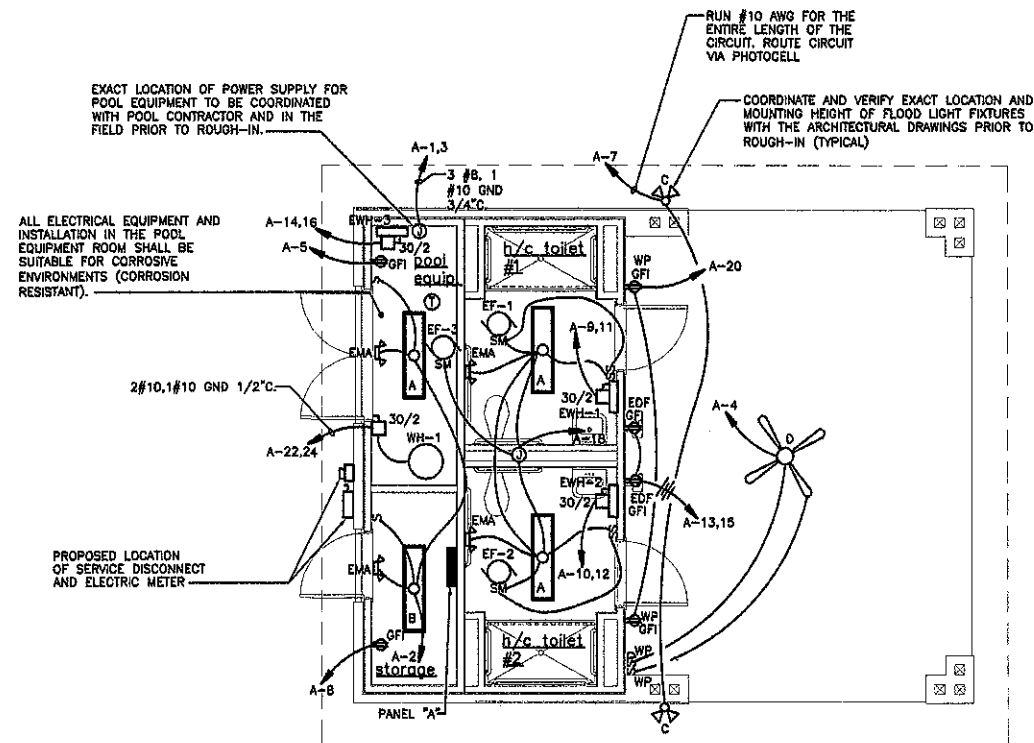 RUN #10 AWG FOR THE
ENTIRE LENGTH OF THE
CIRCUIT. ROUTE CIRCUIT
VIA PHOTOCELL
EXACT LOCATION OF POWER SUPPLY FOR
POOL EQUIPMENT TO BE COORDINATED
WITH POOL CONTRACTOR AND IN THE
FIELD PRIOR TO ROUGH-IN.
COORDINATE AND VERIFY EXACT LOCATION AND
MOUNTING HEIGHT OF FLOOD LIGHT FIXTURES
WITH THE ARCHITECTURAL DRAWINGS PRIOR TO
ROUGH-IN (TYPICAL)
A-1,3
3 #8, 1
#10 GND
3/4"C
A-7
C
ALL ELECTRICAL EQUIPMENT AND
INSTALLATION IN THE POOL
EQUIPMENT ROOM SHALL BE
SUITABLE FOR CORROSIVE
ENVIRONMENTS (CORROSION
RESISTANT).
A-14,16
EWH-3
J
30/2
A-5
GFI
pool
equip.
T
h/c toilet
#1
WP
GFI
A-20
S
EF-1
SM
EF-3
SM
A-9,11
EMA
A
EMA
A
SS
30/2
EWH-1
EDF
GFI
A-4
D
2#10,1#10 GND 1/2"C.
30/2
A-22,24
WH-1
A-18
J
EWH-2
30/2
EDF
GFI
A-13,15
S
EMA
PROPOSED LOCATION
OF SERVICE DISCONNECT
AND ELECTRIC METER
EMA
B
EF-2
SM
A
A-10,12
SS
GFI
A-2
storage
A-8
h/c toilet
#2
WP
GFI
WP
WP
PANEL "A"
C